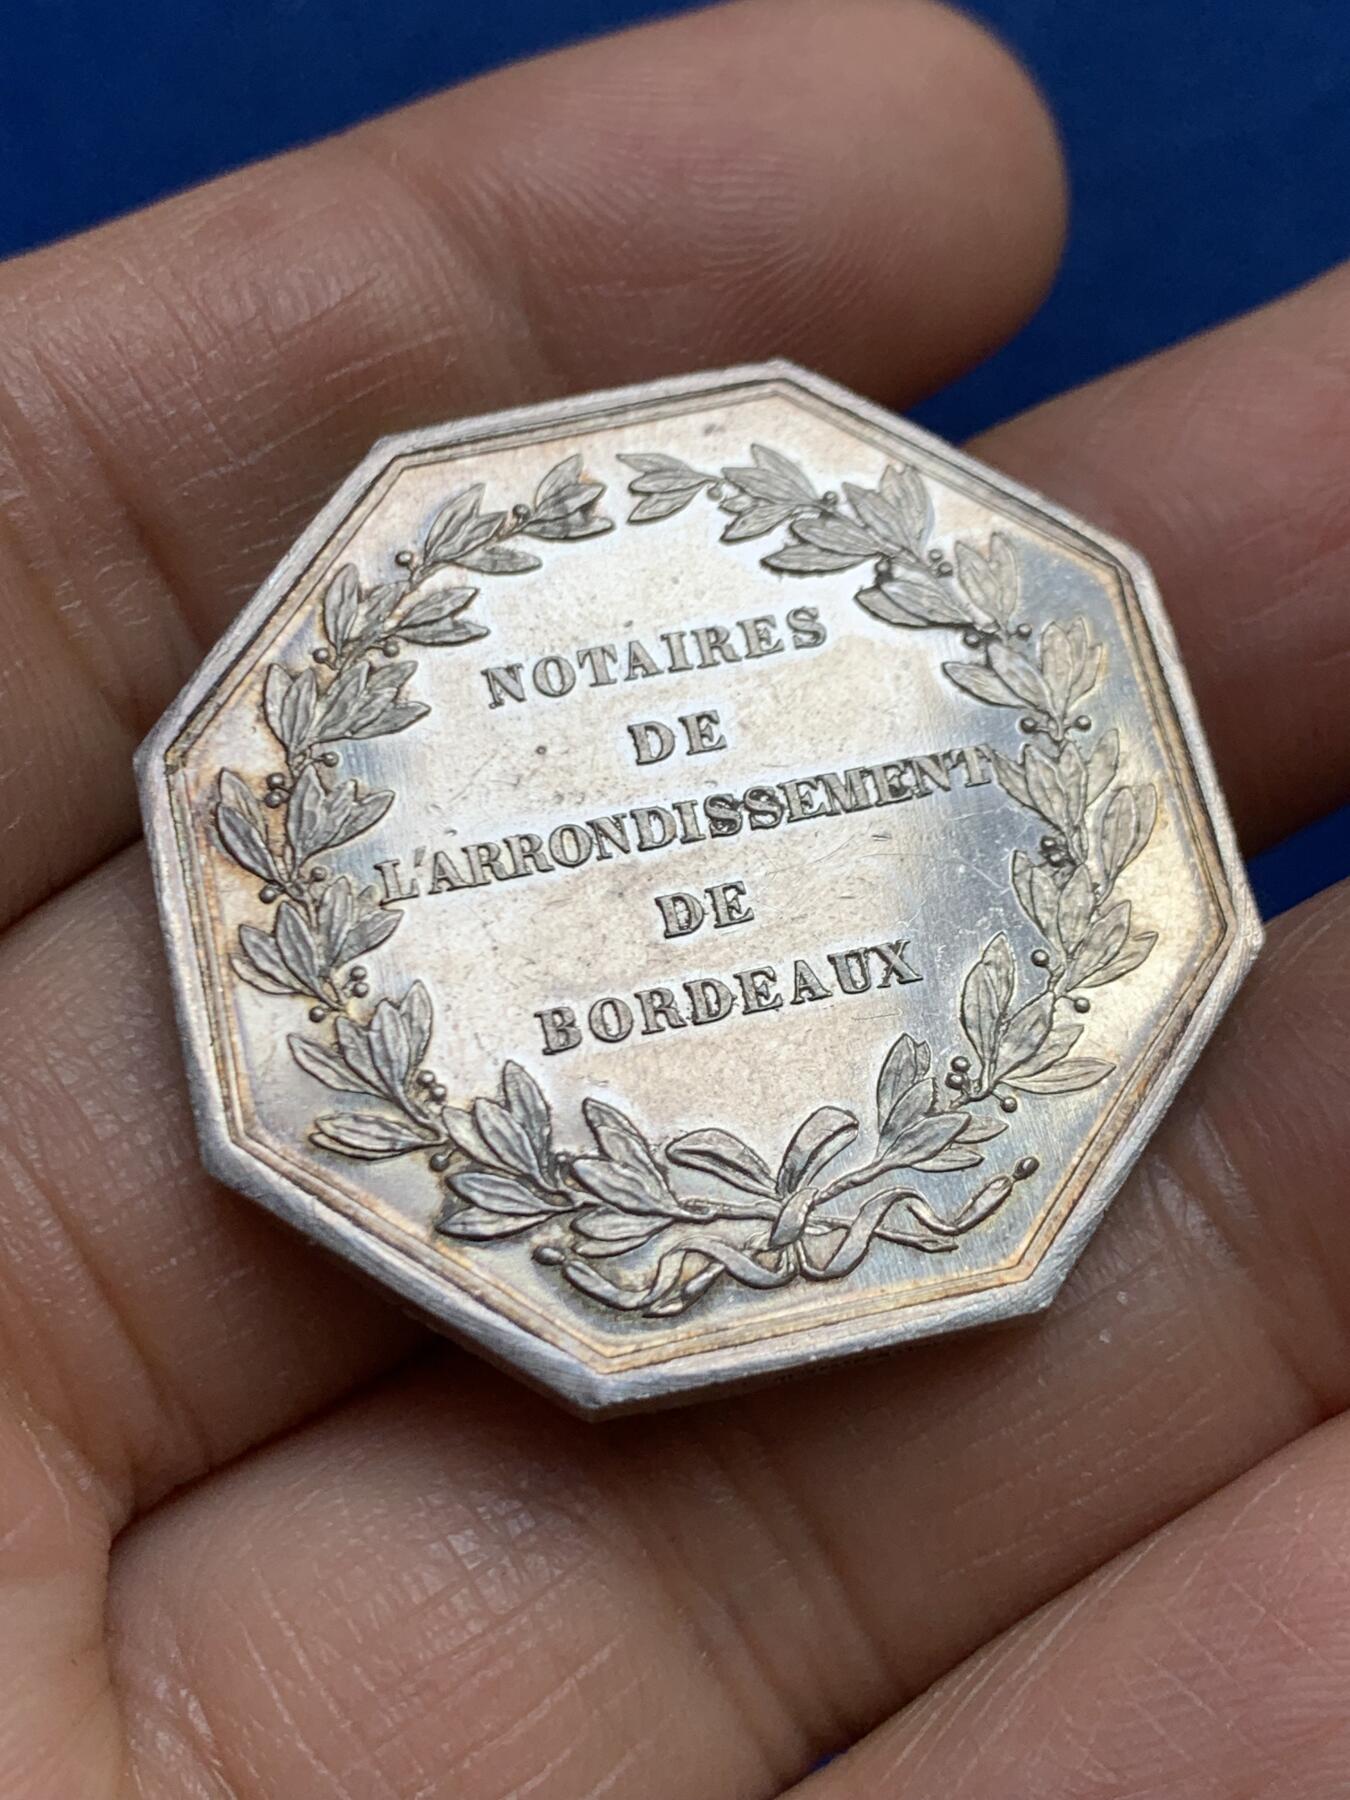 NOTAIRES
DE
L'ARRONDISSEMENT
DE
BORDEAUX